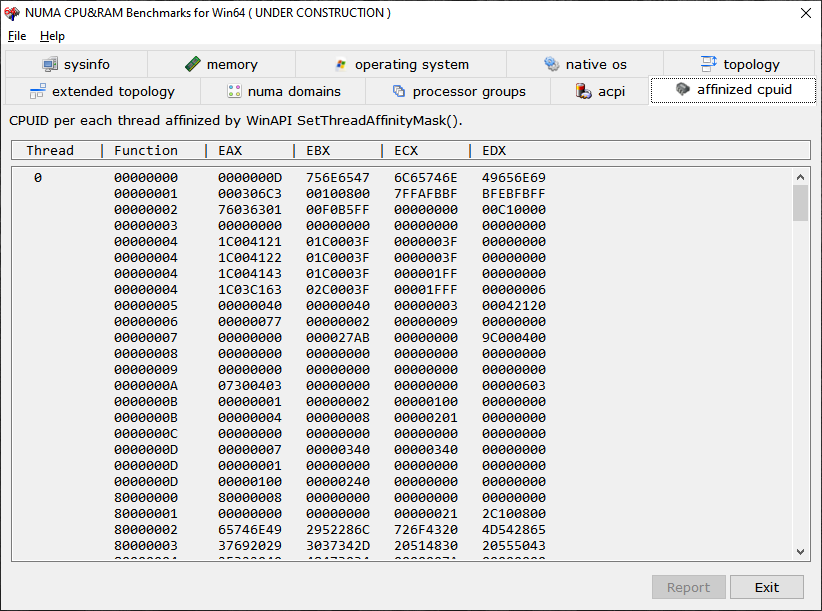 NUMA CPU&RAM Benchmarks for Win64 ( UNDER CONSTRUCTION )
File Help
sysinfo memory operating system native os topology
extended topology numa domains processor groups acpi affinized cpuid
CPUID per each thread affinized by WinAPI SetThreadAffinityMask().
Thread | Function | EAX | EBX | ECX | EDX
0 00000000 0000000D 756E6547 6C65746E 49656E69
00000001 000306C3 00100800 7FFAFBBF BFEBFBFF
00000002 76036301 00F0B5FF 00000000 00C10000
00000003 00000000 00000000 00000000 00000000
00000004 1C004121 01C0003F 0000003F 00000000
00000004 1C004122 01C0003F 0000003F 00000000
00000004 1C004143 01C0003F 000001FF 00000000
00000004 1C03C163 02C0003F 00001FFF 00000006
00000005 00000040 00000040 00000003 00042120
00000006 00000077 00000002 00000009 00000000
00000007 00000000 000027AB 00000000 9C000400
00000008 00000000 00000000 00000000 00000000
00000009 00000000 00000000 00000000 00000000
0000000A 07300403 00000000 00000000 00000603
0000000B 00000001 00000002 00000100 00000000
0000000B 00000004 00000008 00000201 00000000
0000000C 00000000 00000000 00000000 00000000
0000000D 00000007 00000340 00000340 00000000
0000000D 00000001 00000000 00000000 00000000
0000000D 00000100 00000240 00000000 00000000
80000000 80000008 00000000 00000000 00000000
80000001 00000000 00000000 00000021 2C100800
80000002 65746E49 2952286C 726F4320 4D542865
80000003 37692029 3037342D 20514830 20555043
Report Exit